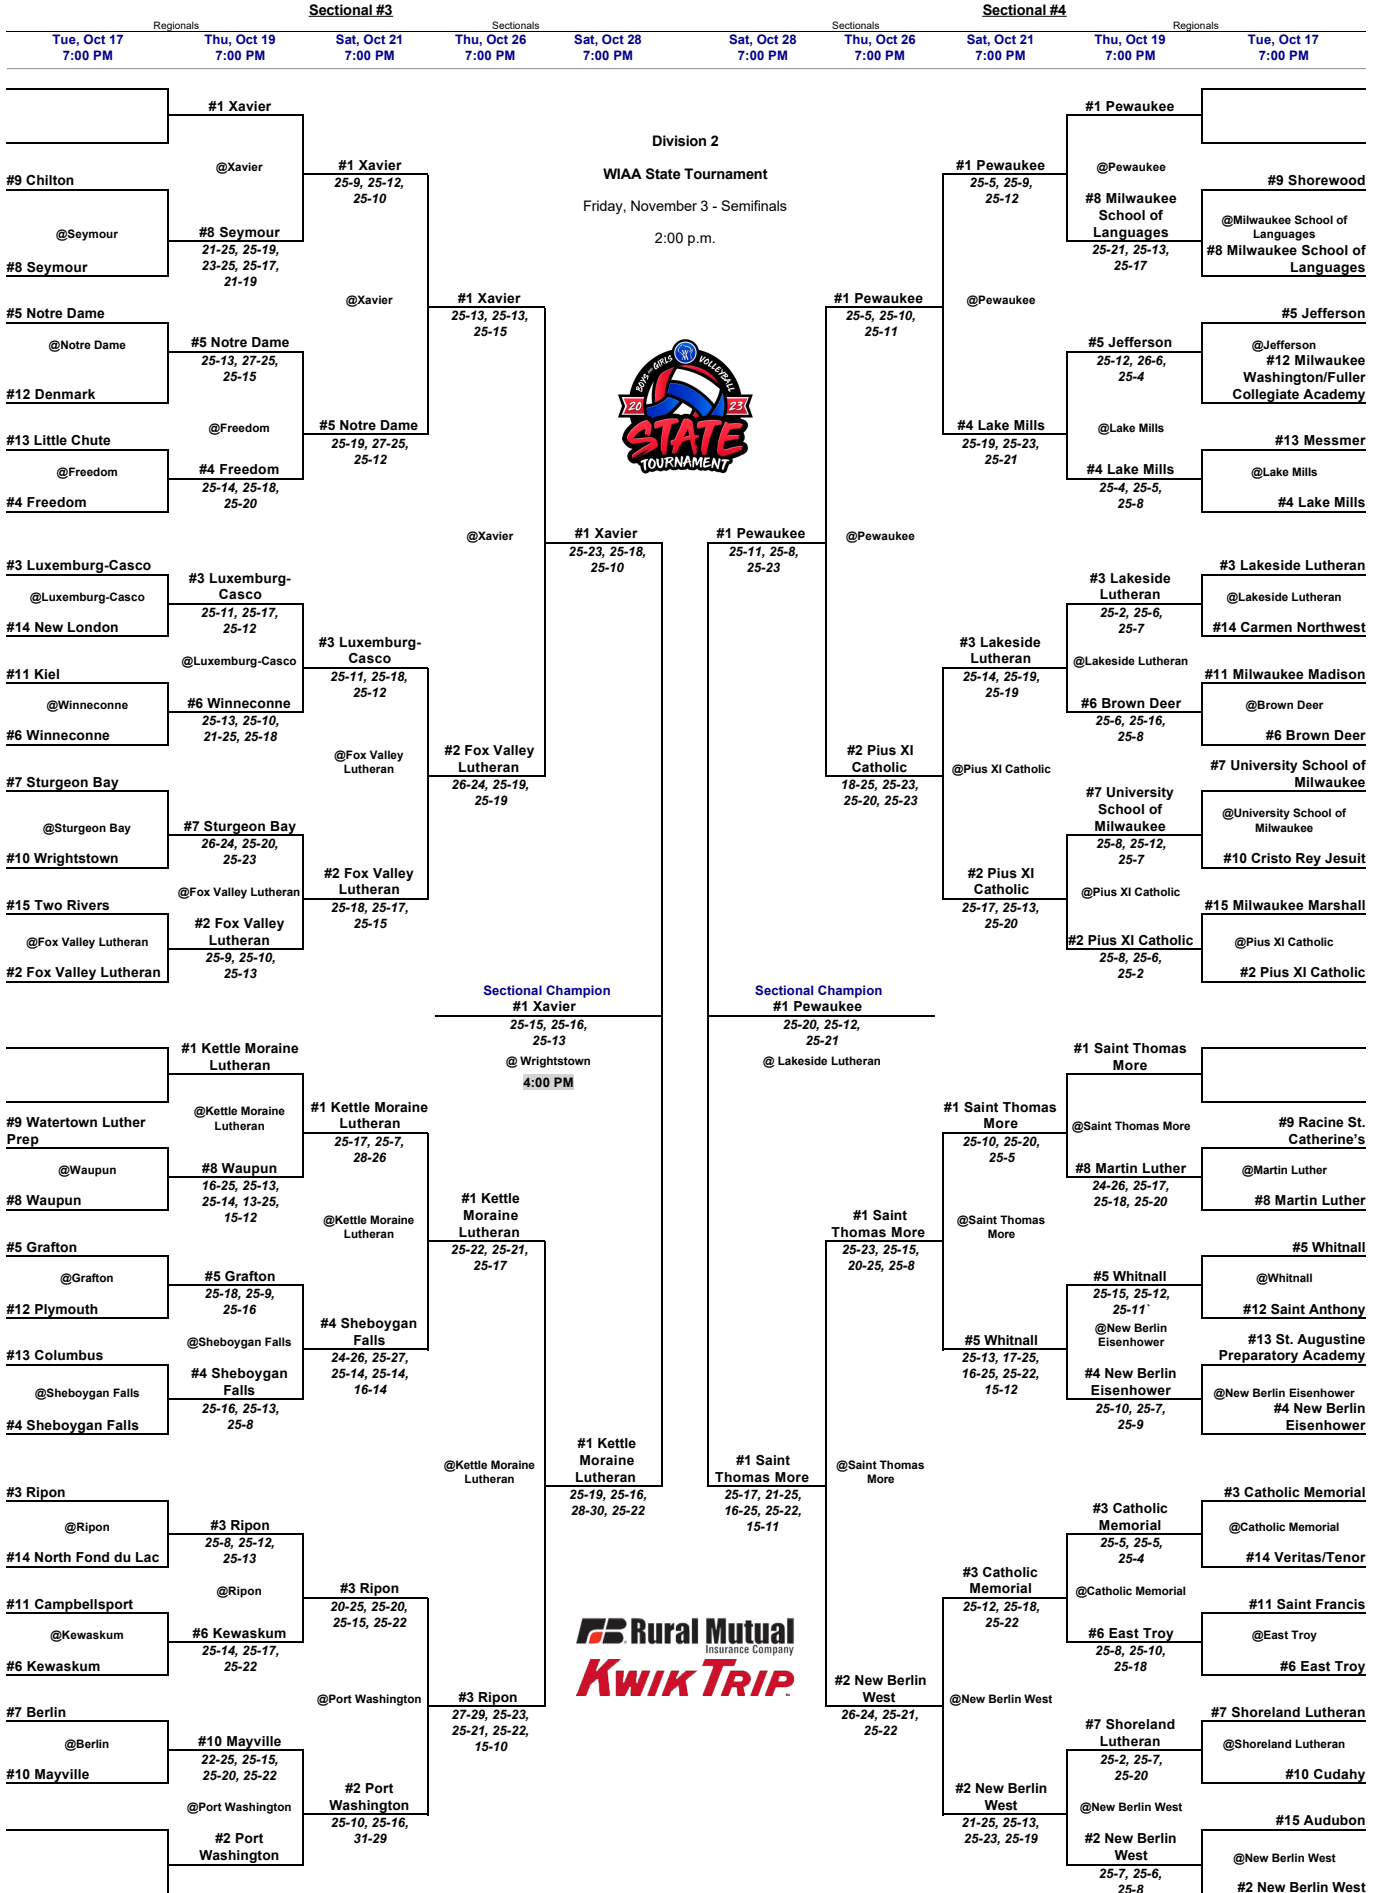 Sectional #3
Sectional #4
Regionals
Sectionals
Sectionals
Regionals
Tue, Oct 17
7:00 PM
Thu, Oct 19
7:00 PM
Sat, Oct 21
7:00 PM
Thu, Oct 26
7:00 PM
Sat, Oct 28
7:00 PM
Sat, Oct 28
7:00 PM
Thu, Oct 26
7:00 PM
Sat, Oct 21
7:00 PM
Thu, Oct 19
7:00 PM
Tue, Oct 17
7:00 PM
Division 2
WIAA State Tournament
Friday, November 3 - Semifinals
2:00 p.m.
BOYS and GIRLS VOLLEYBALL
20 23
STATE
TOURNAMENT
#9 Chilton
@Seymour
#8 Seymour
#5 Notre Dame
@Notre Dame
#12 Denmark
#13 Little Chute
@Freedom
#4 Freedom
#3 Luxemburg-Casco
@Luxemburg-Casco
#14 New London
#11 Kiel
@Winneconne
#6 Winneconne
#7 Sturgeon Bay
@Sturgeon Bay
#10 Wrightstown
#15 Two Rivers
@Fox Valley Lutheran
#2 Fox Valley Lutheran
#1 Xavier
@Xavier
#8 Seymour
21-25, 25-19,
23-25, 25-17,
21-19
#5 Notre Dame
25-13, 27-25,
25-15
@Freedom
#4 Freedom
25-14, 25-18,
25-20
#3 Luxemburg-
Casco
25-11, 25-17,
25-12
@Luxemburg-Casco
#6 Winneconne
25-13, 25-10,
21-25, 25-18
#7 Sturgeon Bay
26-24, 25-20,
25-23
@Fox Valley Lutheran
#2 Fox Valley
Lutheran
25-9, 25-10,
25-13
#1 Xavier
25-9, 25-12,
25-10
@Xavier
#5 Notre Dame
25-19, 27-25,
25-12
#3 Luxemburg-
Casco
25-11, 25-18,
25-12
@Fox Valley
Lutheran
#2 Fox Valley
Lutheran
25-18, 25-17,
25-15
#1 Xavier
25-13, 25-13,
25-15
@Xavier
#2 Fox Valley
Lutheran
26-24, 25-19,
25-19
#1 Xavier
25-23, 25-18,
25-10
Sectional Champion
#1 Xavier
25-15, 25-16,
25-13
@ Wrightstown
4:00 PM
#9 Watertown Luther
Prep
@Waupun
#8 Waupun
#5 Grafton
@Grafton
#12 Plymouth
#13 Columbus
@Sheboygan Falls
#4 Sheboygan Falls
#3 Ripon
@Ripon
#14 North Fond du Lac
#11 Campbellsport
@Kewaskum
#6 Kewaskum
#7 Berlin
@Berlin
#10 Mayville
#1 Kettle Moraine
Lutheran
@Kettle Moraine
Lutheran
#8 Waupun
16-25, 25-13,
25-14, 13-25,
15-12
#5 Grafton
25-18, 25-9,
25-16
@Sheboygan Falls
#4 Sheboygan
Falls
25-16, 25-13,
25-8
#3 Ripon
25-8, 25-12,
25-13
@Ripon
#6 Kewaskum
25-14, 25-17,
25-22
#10 Mayville
22-25, 25-15,
25-20, 25-22
@Port Washington
#2 Port
Washington
#1 Kettle Moraine
Lutheran
25-17, 25-7,
28-26
@Kettle Moraine
Lutheran
#4 Sheboygan
Falls
24-26, 25-27,
25-14, 25-14,
16-14
#3 Ripon
20-25, 25-20,
25-15, 25-22
@Port Washington
#2 Port
Washington
25-10, 25-16,
31-29
#1 Kettle
Moraine
Lutheran
25-22, 25-21,
25-17
@Kettle Moraine
Lutheran
#3 Ripon
27-29, 25-23,
25-21, 25-22,
15-10
#1 Kettle
Moraine
Lutheran
25-19, 25-16,
28-30, 25-22
Rural Mutual
Insurance Company
KWIK TRIP
#1 Pewaukee
25-11, 25-8,
25-23
#1 Pewaukee
25-5, 25-10,
25-11
@Pewaukee
#2 Pius XI
Catholic
18-25, 25-23,
25-20, 25-23
#1 Pewaukee
25-5, 25-9,
25-12
@Pewaukee
#4 Lake Mills
25-19, 25-23,
25-21
#3 Lakeside
Lutheran
25-14, 25-19,
25-19
@Pius XI Catholic
#2 Pius XI
Catholic
25-17, 25-13,
25-20
#1 Pewaukee
@Pewaukee
#8 Milwaukee
School of
Languages
25-21, 25-13,
25-17
#5 Jefferson
25-12, 26-6,
25-4
@Lake Mills
#4 Lake Mills
25-4, 25-5,
25-8
#3 Lakeside
Lutheran
25-2, 25-6,
25-7
@Lakeside Lutheran
#6 Brown Deer
25-6, 25-16,
25-8
#7 University
School of
Milwaukee
25-8, 25-12,
25-7
@Pius XI Catholic
#2 Pius XI Catholic
25-8, 25-6,
25-2
#9 Shorewood
@Milwaukee School of
Languages
#8 Milwaukee School of
Languages
#5 Jefferson
@Jefferson
#12 Milwaukee
Washington/Fuller
Collegiate Academy
#13 Messmer
@Lake Mills
#4 Lake Mills
#3 Lakeside Lutheran
@Lakeside Lutheran
#14 Carmen Northwest
#11 Milwaukee Madison
@Brown Deer
#6 Brown Deer
#7 University School of
Milwaukee
@University School of
Milwaukee
#10 Cristo Rey Jesuit
#15 Milwaukee Marshall
@Pius XI Catholic
#2 Pius XI Catholic
Sectional Champion
#1 Pewaukee
25-20, 25-12,
25-21
@ Lakeside Lutheran
#1 Saint
Thomas More
25-17, 21-25,
16-25, 25-22,
15-11
#1 Saint
Thomas More
25-23, 25-15,
20-25, 25-8
@Saint Thomas
More
#2 New Berlin
West
26-24, 25-21,
25-22
#1 Saint Thomas
More
25-10, 25-20,
25-5
@Saint Thomas
More
#5 Whitnall
25-13, 17-25,
16-25, 25-22,
15-12
#3 Catholic
Memorial
25-12, 25-18,
25-22
@New Berlin West
#2 New Berlin
West
21-25, 25-13,
25-23, 25-19
#1 Saint Thomas
More
@Saint Thomas More
#8 Martin Luther
24-26, 25-17,
25-18, 25-20
#5 Whitnall
25-15, 25-12,
25-11`
@New Berlin
Eisenhower
#4 New Berlin
Eisenhower
25-10, 25-7,
25-9
#3 Catholic
Memorial
25-5, 25-5,
25-4
@Catholic Memorial
#6 East Troy
25-8, 25-10,
25-18
#7 Shoreland
Lutheran
25-2, 25-7,
25-20
@New Berlin West
#2 New Berlin
West
25-7, 25-6,
25-8
#9 Racine St.
Catherine’s
@Martin Luther
#8 Martin Luther
#5 Whitnall
@Whitnall
#12 Saint Anthony
#13 St. Augustine
Preparatory Academy
@New Berlin Eisenhower
#4 New Berlin
Eisenhower
#3 Catholic Memorial
@Catholic Memorial
#14 Veritas/Tenor
#11 Saint Francis
@East Troy
#6 East Troy
#7 Shoreland Lutheran
@Shoreland Lutheran
#10 Cudahy
#15 Audubon
@New Berlin West
#2 New Berlin West